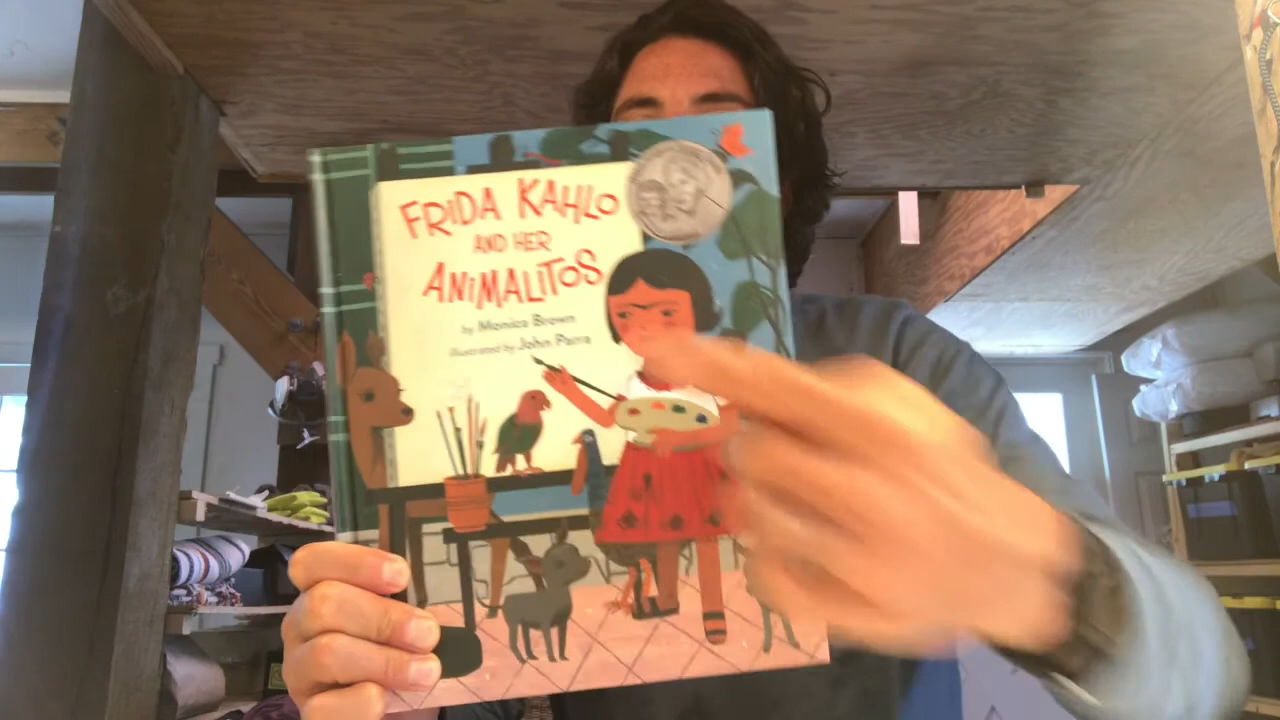 FRIDA KAHLO
AND HER
ANIMALITOS
by Monica Brown
illustrated by John Parra